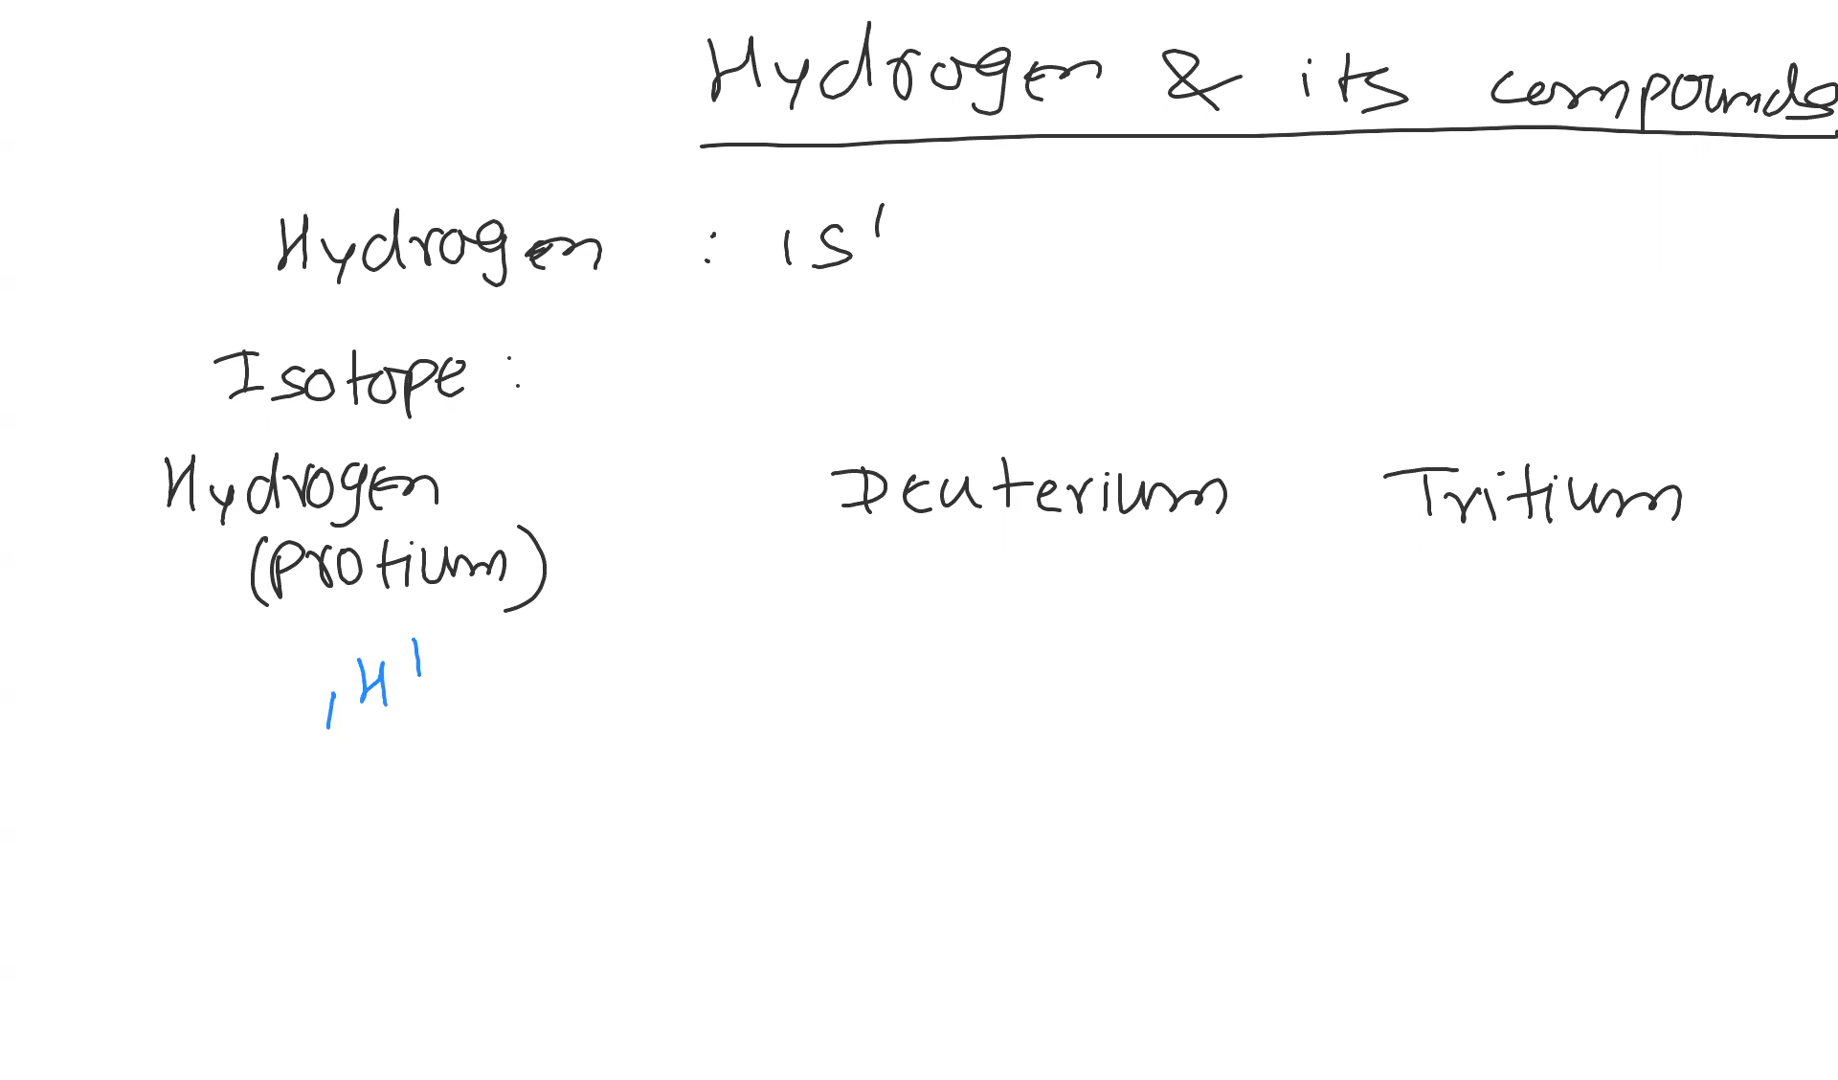 Hydrogen & its compounds
Hydrogen : 1s¹
Isotope :
Hydrogen Deuterium Tritium
(Protium)
₁H¹